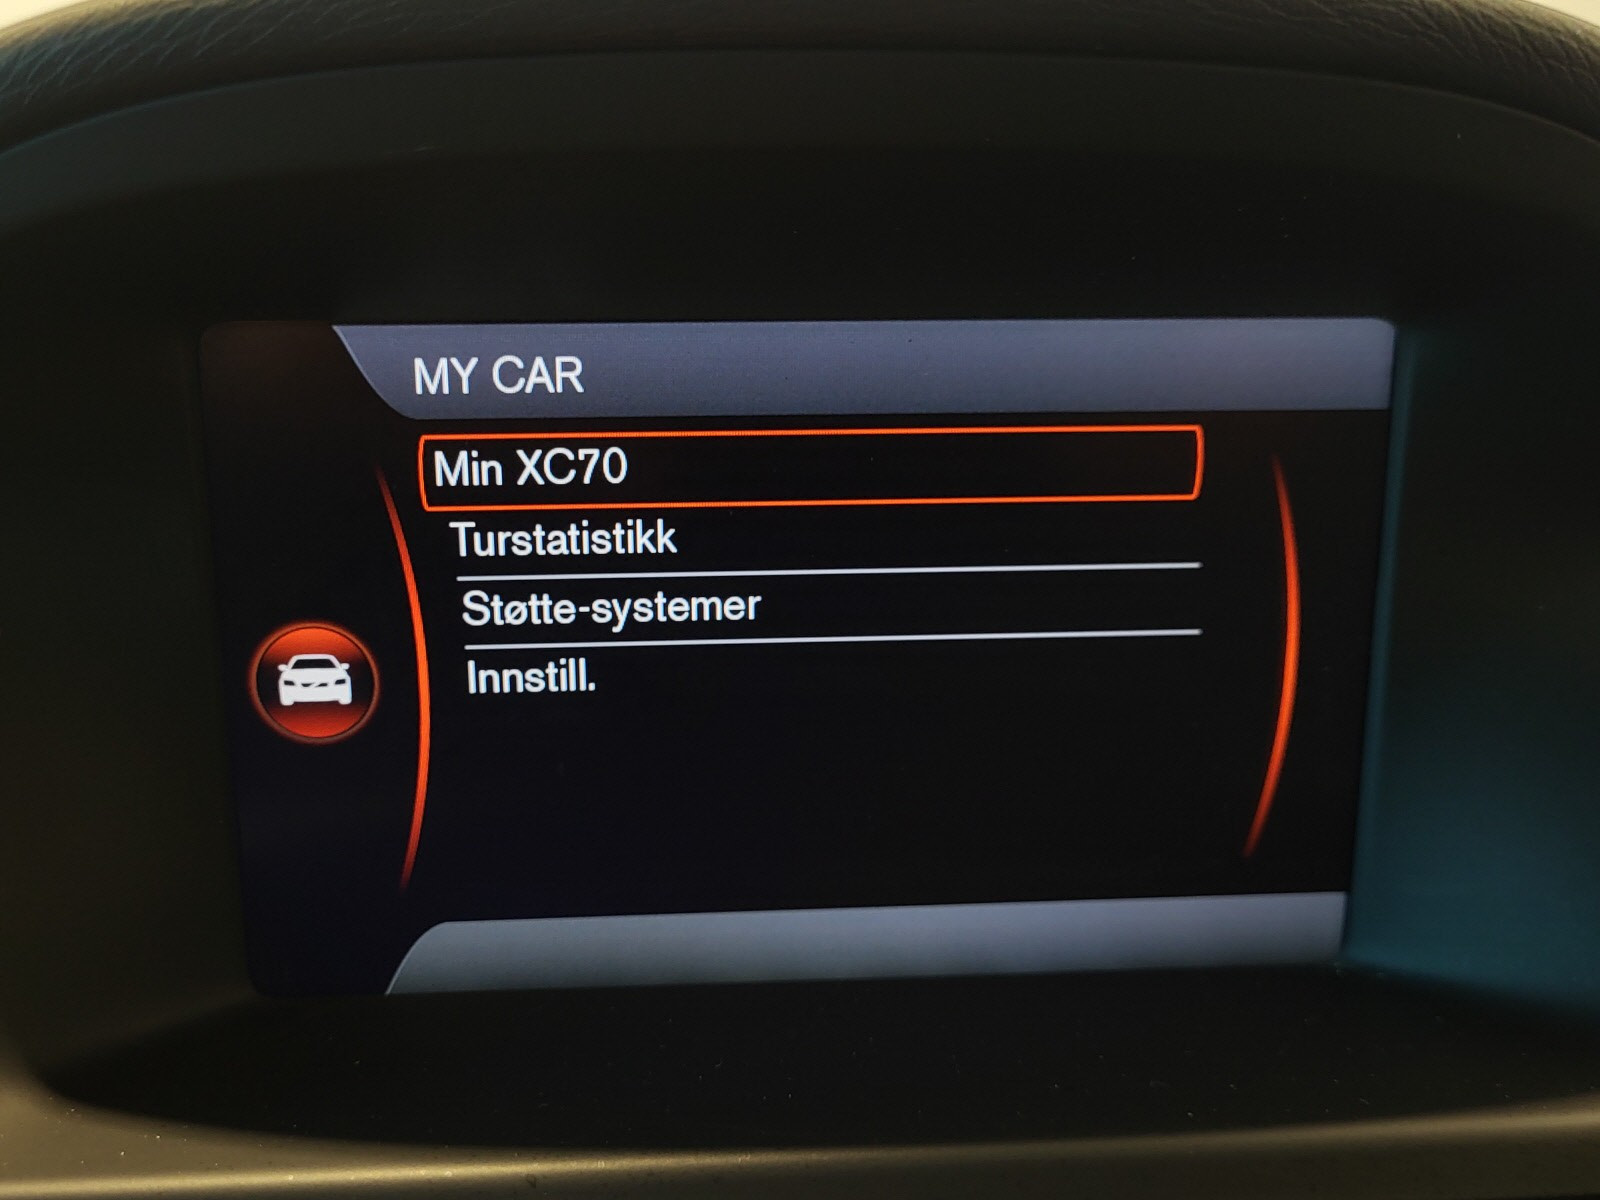 MY CAR
Min XC70
Turstatistikk
Støtte-systemer
Innstill.